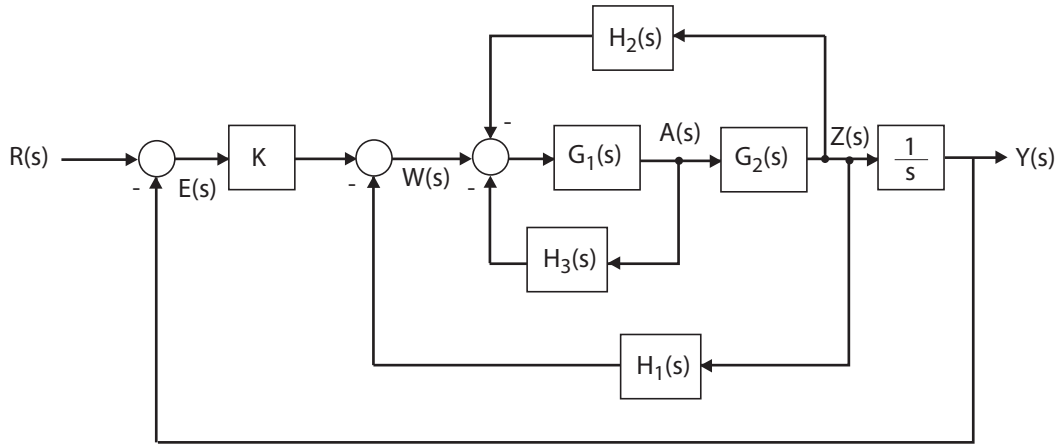 H2(s)
-
R(s)
-
E(s)
K
-
W(s)
-
G1(s)
A(s)
G2(s)
Z(s)
1
s
Y(s)
H3(s)
H1(s)